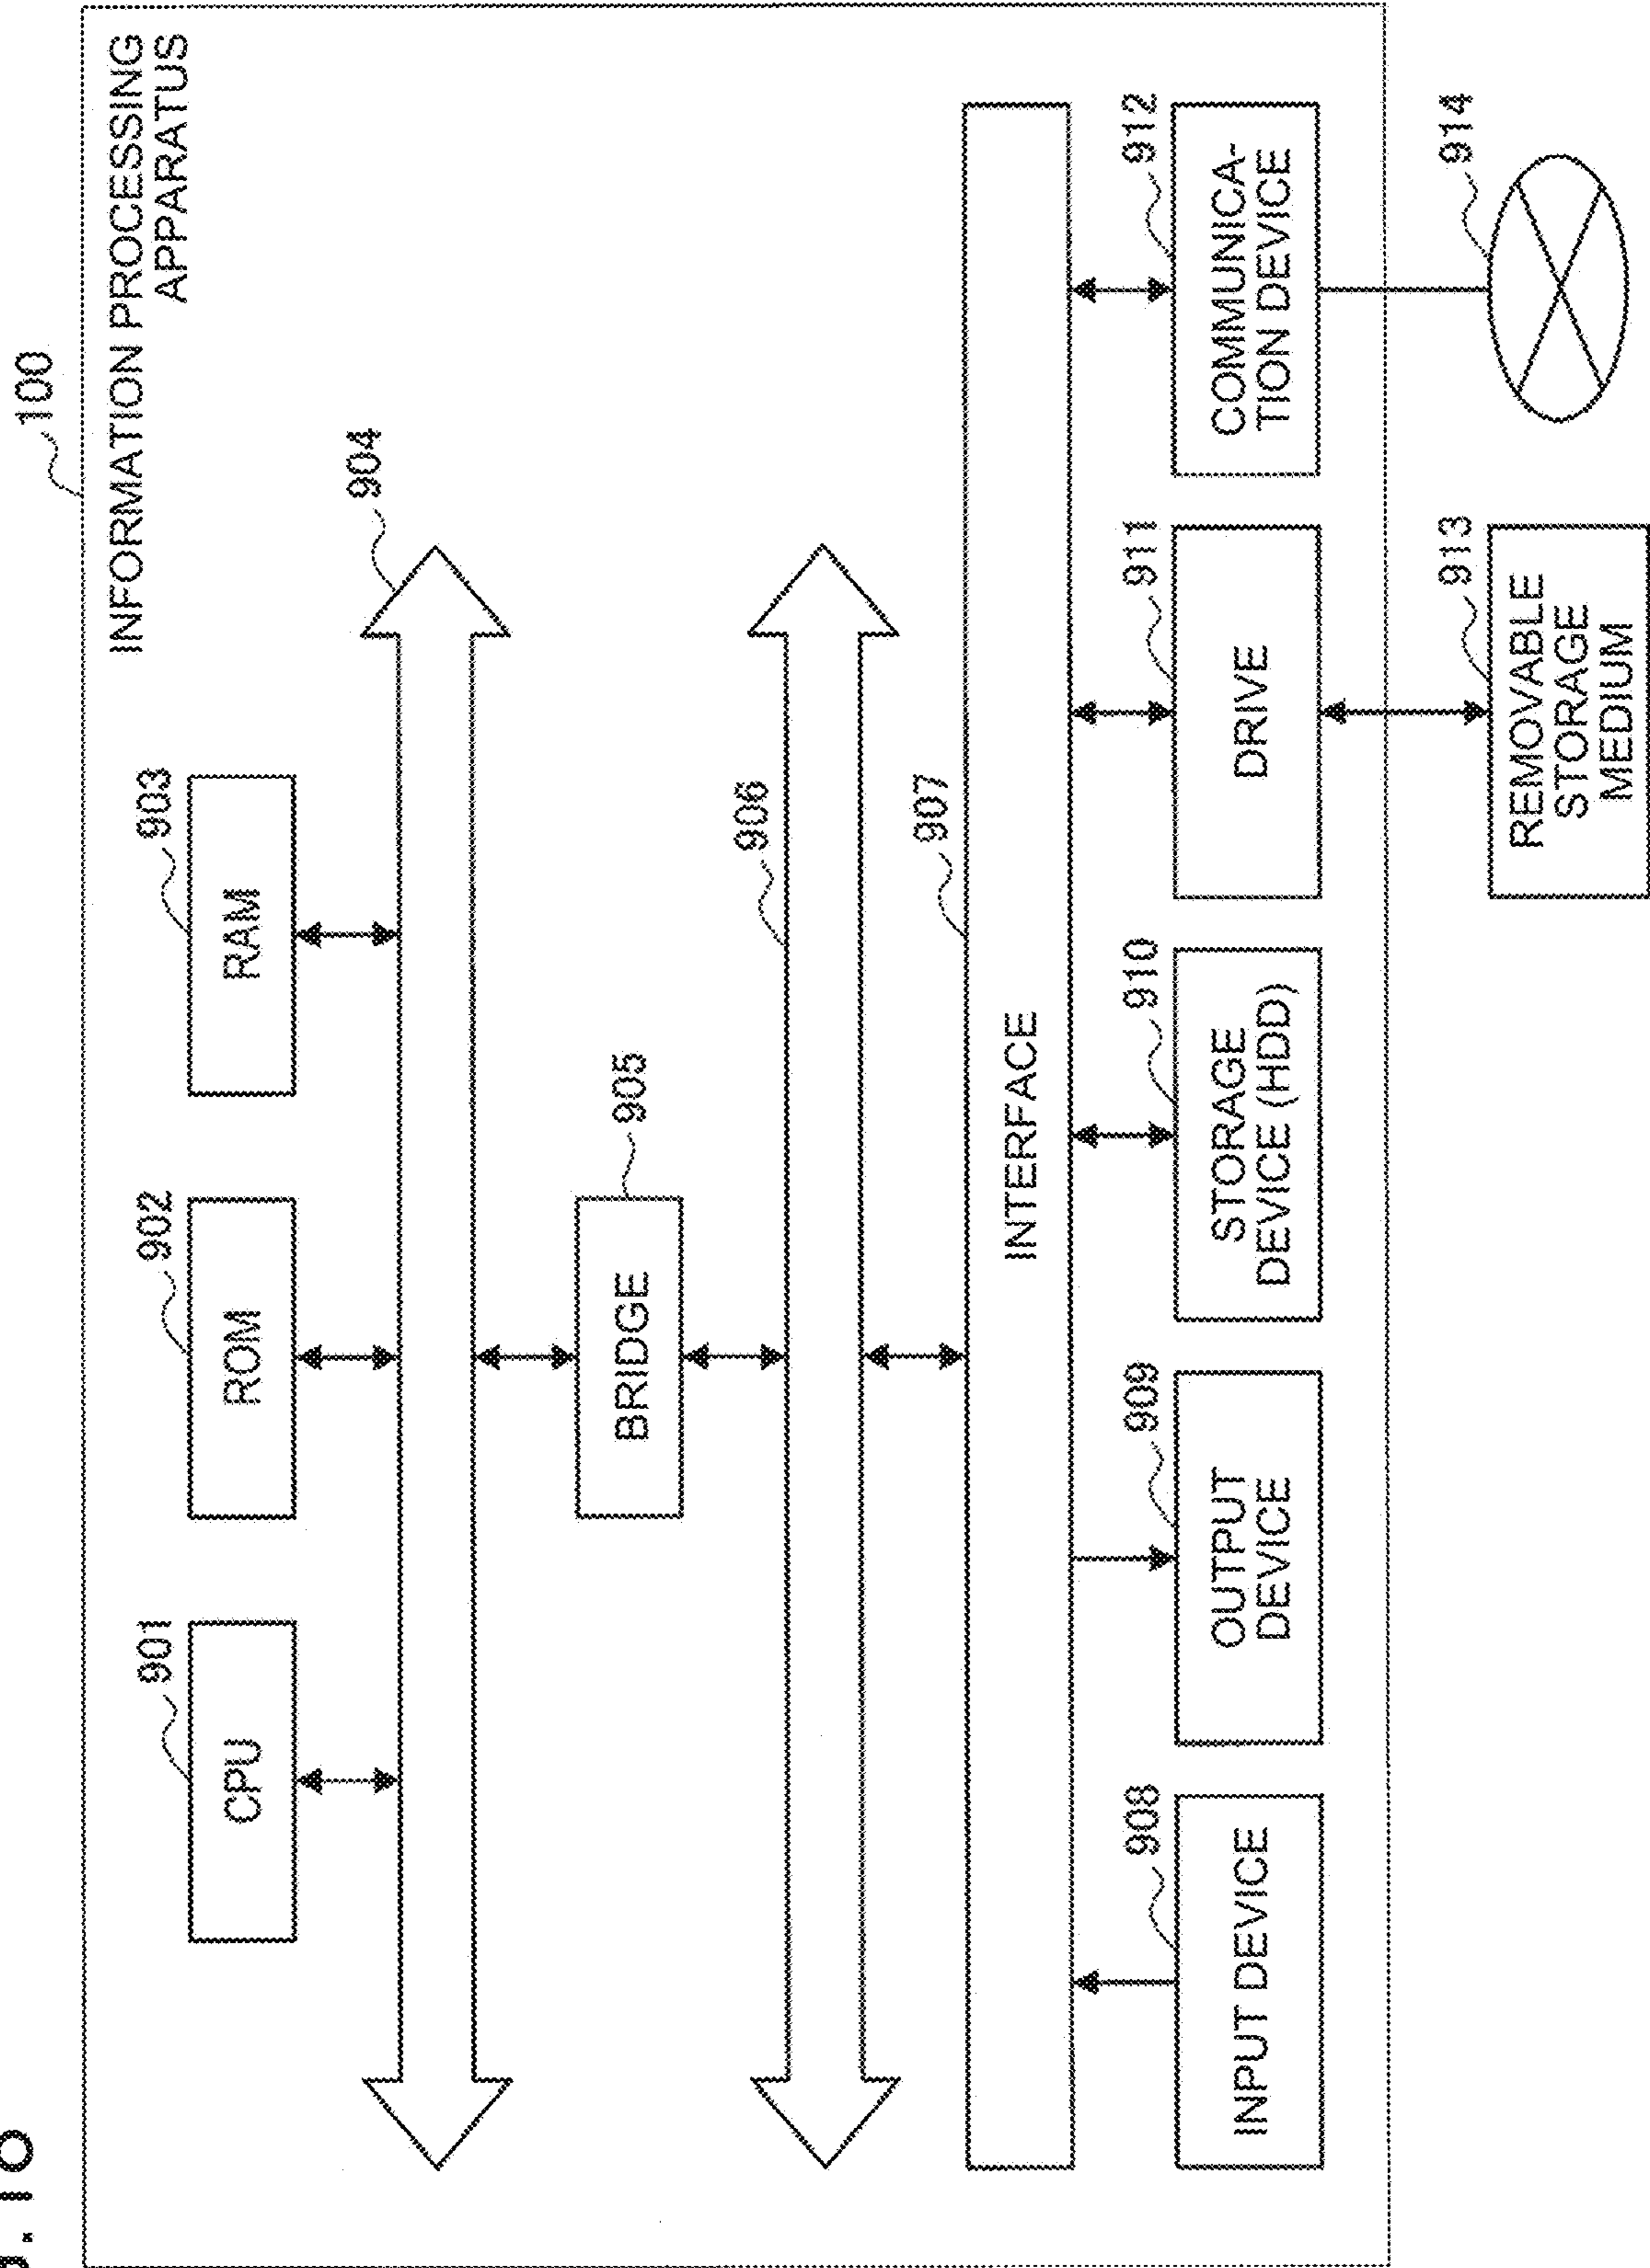 100
INFORMATION PROCESSING
APPARATUS
901
902
903
CPU
ROM
RAM
904
905
BRIDGE
906
907
INTERFACE
908
909
910
911
912
INPUT DEVICE
OUTPUT
DEVICE
STORAGE
DEVICE (HDD)
DRIVE
COMMUNICA-
TION DEVICE
913
914
REMOVABLE
STORAGE
MEDIUM